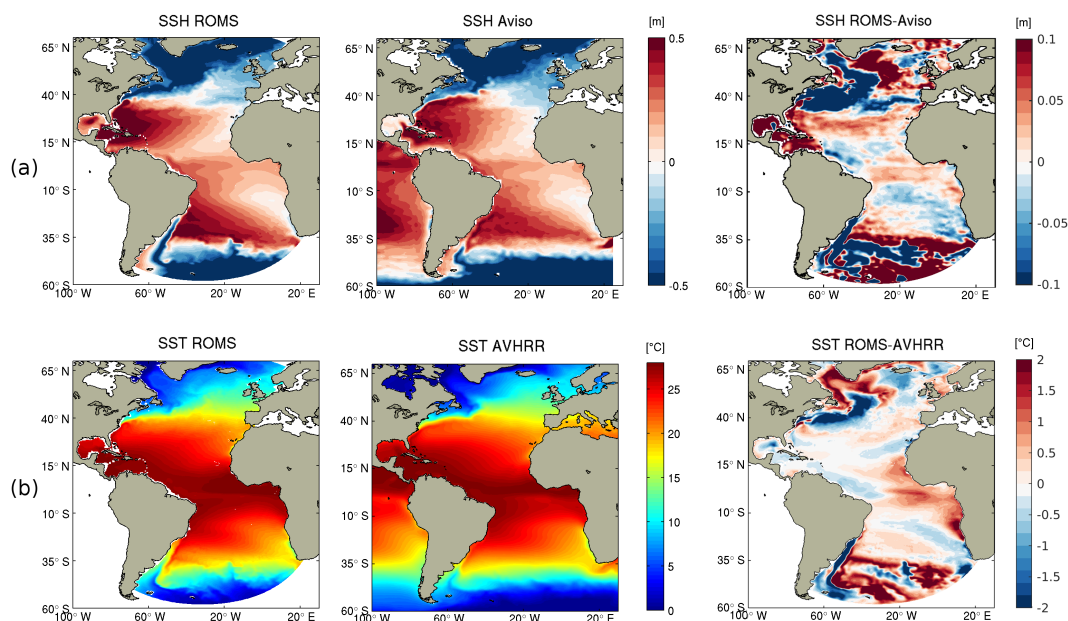 SSH ROMS SSH Aviso [m] SSH ROMS-Aviso [m]
(a)
65° N 65° N 65° N
40° N 40° N 40° N
15° N 15° N 15° N
10° S 10° S 10° S
35° S 35° S 35° S
60° S 60° S 60° S
100° W 60° W 20° W 20° E 100° W 60° W 20° W 20° E 100° W 60° W 20° W 20° E
0.5
0
-0.5
0.1
0.05
0
-0.05
-0.1
SST ROMS SST AVHRR [°C] SST ROMS-AVHRR [°C]
(b)
65° N 65° N 65° N
40° N 40° N 40° N
15° N 15° N 15° N
10° S 10° S 10° S
35° S 35° S 35° S
60° S 60° S 60° S
100° W 60° W 20° W 20° E 100° W 60° W 20° W 20° E 100° W 60° W 20° W 20° E
25
20
15
10
5
0
2
1.5
1
0.5
0
-0.5
-1
-1.5
-2